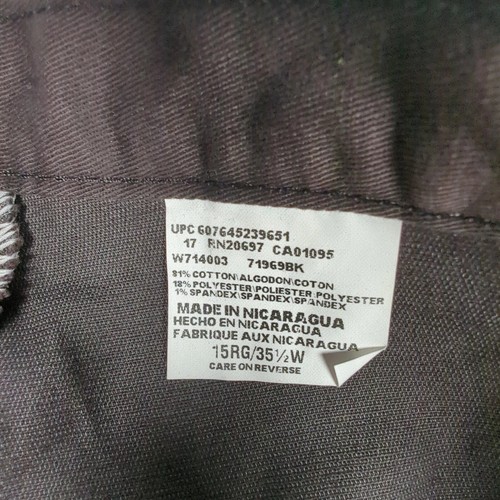 UPC 607645239651
17 RN20697 CA01095
W714003 71969BK
81% COTTON\ALGODON\COTON
18% POLYESTER\POLIESTER\POLYESTER
1% SPANDEX\SPANDEX\SPANDEX
MADE IN NICARAGUA
HECHO EN NICARAGUA
FABRIQUE AUX NICARAGUA
15RG/35½W
CARE ON REVERSE